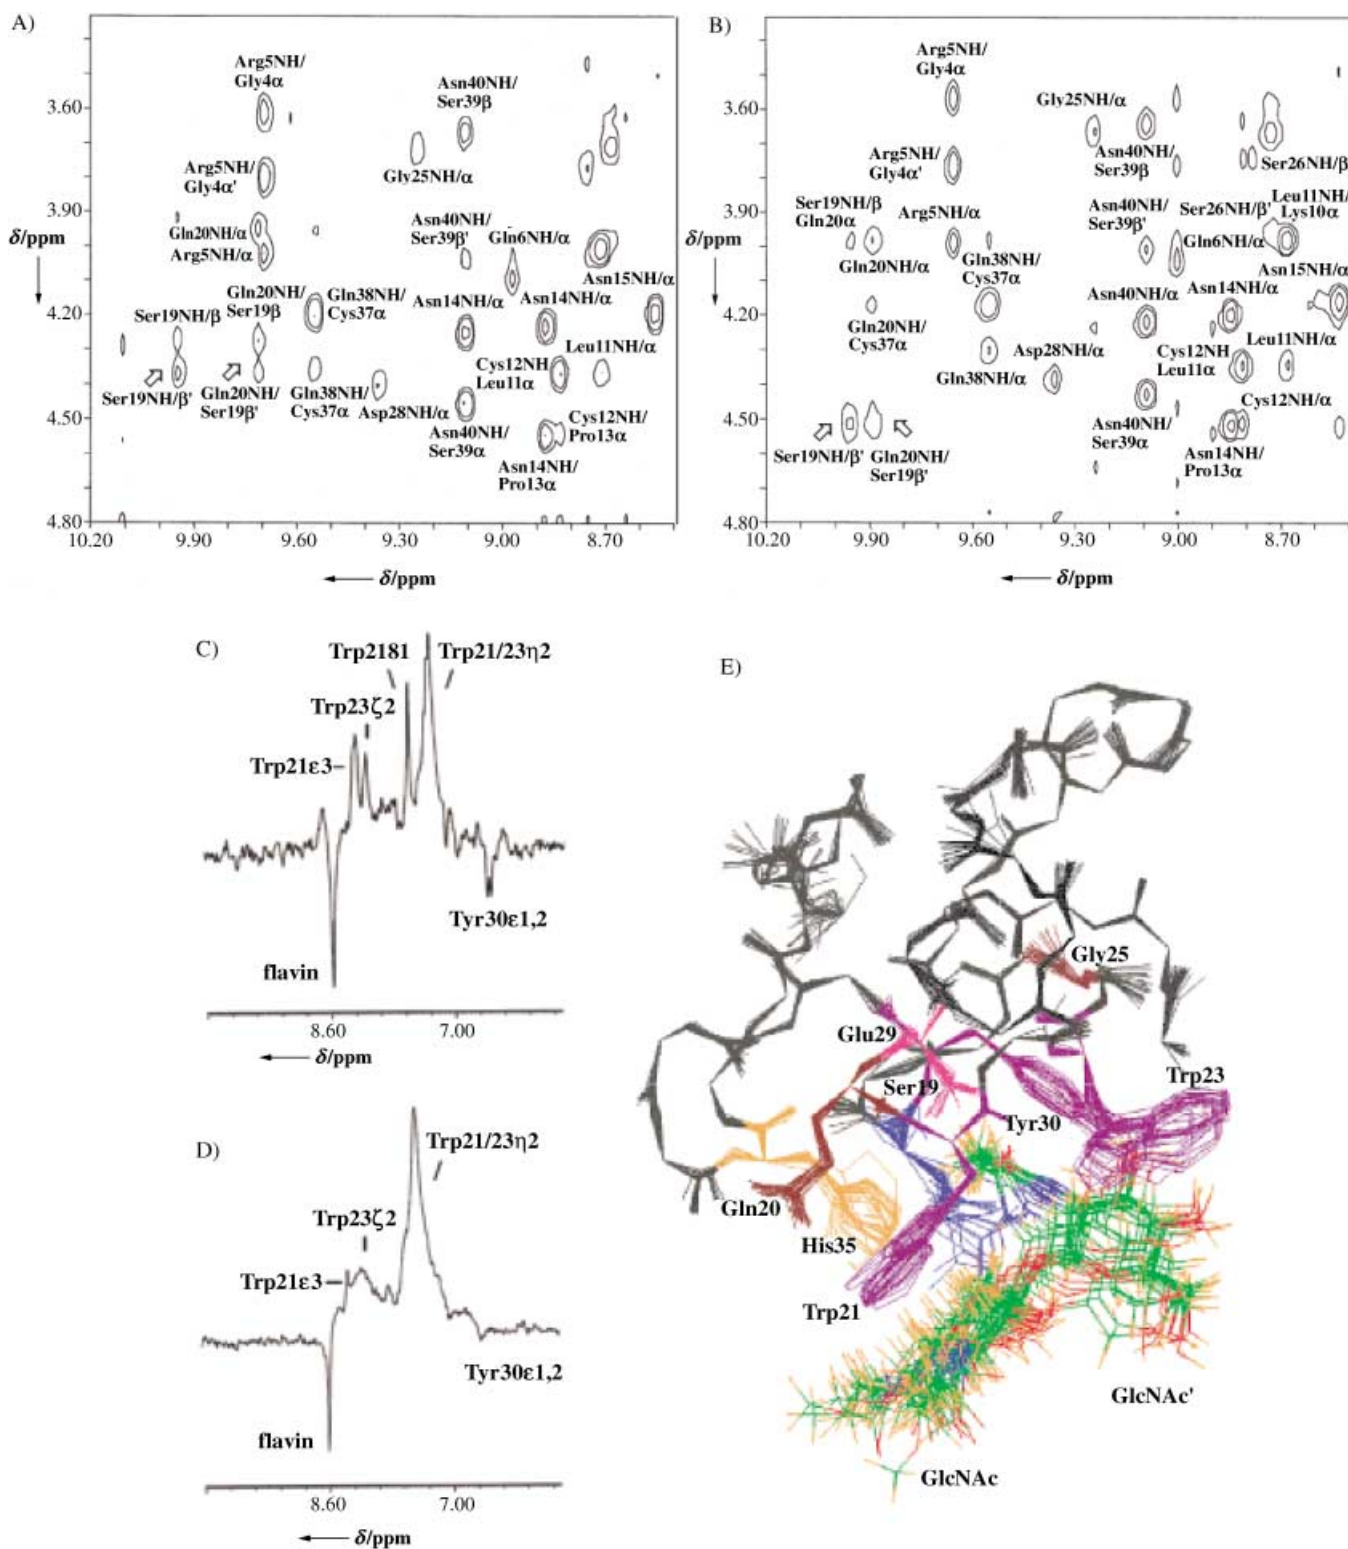 A)
Arg5NH/
Gly4α
Asn40NH/
Ser39β
3.60
Gly25NH/α
Arg5NH/
Gly4α'
3.90
Gln20NH/α
Arg5NH/α
Asn40NH/
Ser39β'
Gln6NH/α
δ/ppm
Asn15NH/α
4.20
Ser19NH/β
Gln20NH/
Ser19β
Gln38NH/
Cys37α
Asn14NH/α
Asn14NH/α
Cys12NH
Leu11α
Leu11NH/α
Ser19NH/β'
Gln20NH/
Ser19β'
Gln38NH/
Cys37α
Asp28NH/α
4.50
Asn40NH/
Ser39α
Cys12NH/
Pro13α
Asn14NH/
Pro13α
4.80
10.20 9.90 9.60 9.30 9.00 8.70
δ/ppm
B)
Arg5NH/
Gly4α
3.60
Gly25NH/α
Asn40NH/
Ser39β
Ser26NH/β
Arg5NH/
Gly4α'
3.90
Ser19NH/β
Gln20α
Arg5NH/α
Asn40NH/
Ser39β'
Ser26NH/β'
Leu11NH/
Lys10α
δ/ppm
Gln20NH/α
Gln38NH/
Cys37α
Gln6NH/α
Asn15NH/α
4.20
Asn40NH/α
Asn14NH/α
Gln20NH/
Cys37α
Asp28NH/α
Cys12NH
Leu11α
Leu11NH/α
Gln38NH/α
4.50
Cys12NH/α
Ser19NH/β'
Gln20NH/
Ser19β'
Asn40NH/
Ser39α
Asn14NH/
Pro13α
4.80
10.20 9.90 9.60 9.30 9.00 8.70
δ/ppm
C)
Trp2181
Trp21/23η2
Trp23ζ2
Trp21ε3
Tyr30ε1,2
flavin
8.60 7.00
δ/ppm
D)
Trp21/23η2
Trp23ζ2
Trp21ε3
Tyr30ε1,2
flavin
8.60 7.00
δ/ppm
E)
Gly25
Glu29
Ser19
Trp23
Tyr30
Gln20
His35
Trp21
GlcNAc'
GlcNAc